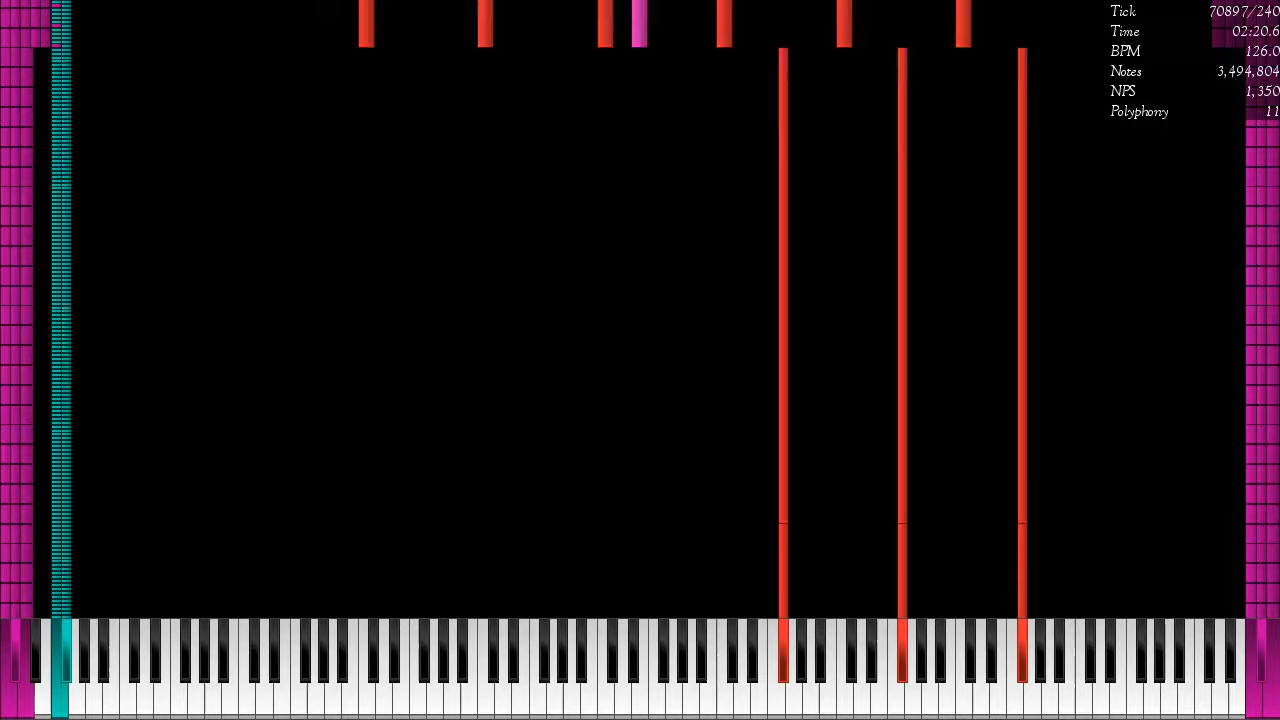 Tick 70897/240
Time 02:20.6
BPM 126.0
Notes 3,494,804
NPS 1,350
Polyphony 11